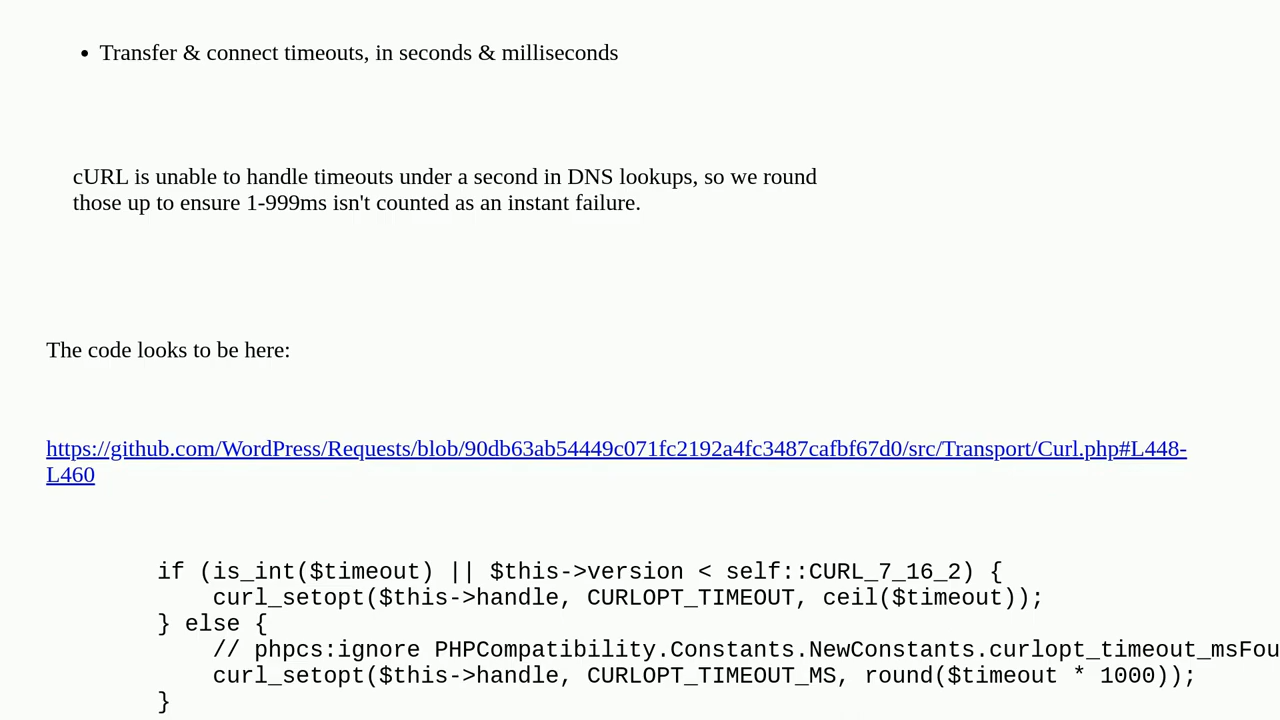 • Transfer & connect timeouts, in seconds & milliseconds
cURL is unable to handle timeouts under a second in DNS lookups, so we round
those up to ensure 1-999ms isn't counted as an instant failure.
The code looks to be here:
https://github.com/WordPress/Requests/blob/90db63ab54449c071fc2192a4fc3487cafbf67d0/src/Transport/Curl.php#L448-
L460
if (is_int($timeout) || $this->version < self::CURL_7_16_2) {
    curl_setopt($this->handle, CURLOPT_TIMEOUT, ceil($timeout));
} else {
    // phpcs:ignore PHPCompatibility.Constants.NewConstants.curlopt_timeout_msFou
    curl_setopt($this->handle, CURLOPT_TIMEOUT_MS, round($timeout * 1000));
}